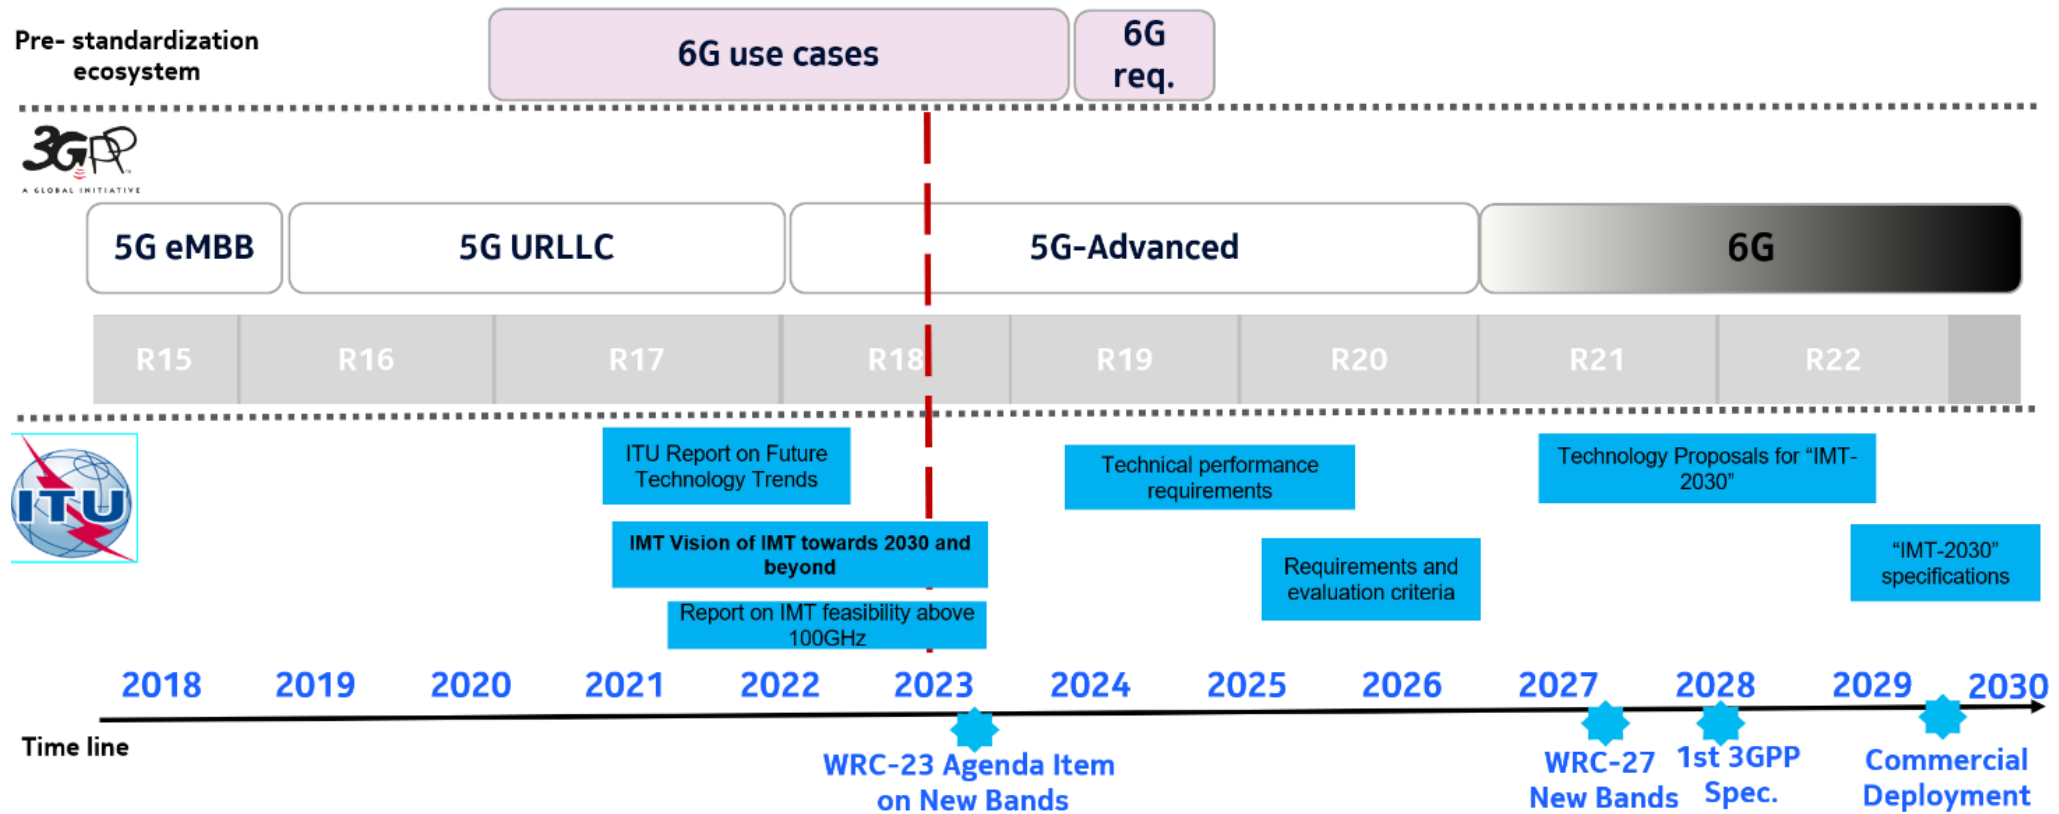 Pre- standardization
ecosystem
6G use cases
6G
req.
3GPP
TM
A GLOBAL INITIATIVE
5G eMBB
5G URLLC
5G-Advanced
6G
R15
R16
R17
R18
R19
R20
R21
R22
ITU
ITU Report on Future
Technology Trends
IMT Vision of IMT towards 2030 and
beyond
Report on IMT feasibility above
100GHz
Technical performance
requirements
Requirements and
evaluation criteria
Technology Proposals for “IMT-
2030”
“IMT-2030”
specifications
2018
2019
2020
2021
2022
2023
2024
2025
2026
2027
2028
2029
2030
Time line
WRC-23 Agenda Item
on New Bands
WRC-27
New Bands
1st 3GPP
Spec.
Commercial
Deployment